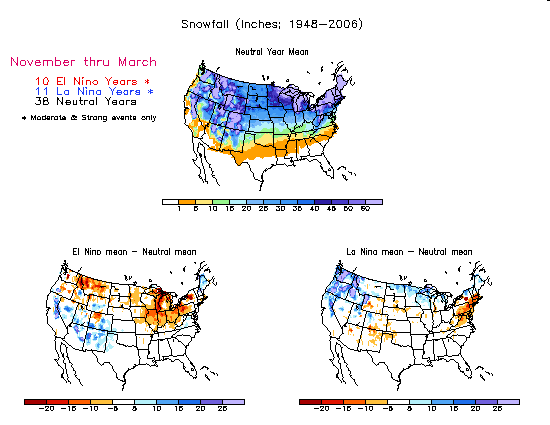 Snowfall (Inches; 1948-2006)
Neutral Year Mean
November thru March
10 El Nino Years *
11 La Nina Years *
38 Neutral Years
* Moderate & Strong events only
1 5 10 15 20 25 30 35 40 45 50 60
El Nino mean - Neutral mean
La Nina mean - Neutral mean
-20 -15 -10 -5 5 10 15 20 25
-20 -15 -10 -5 5 10 15 20 25